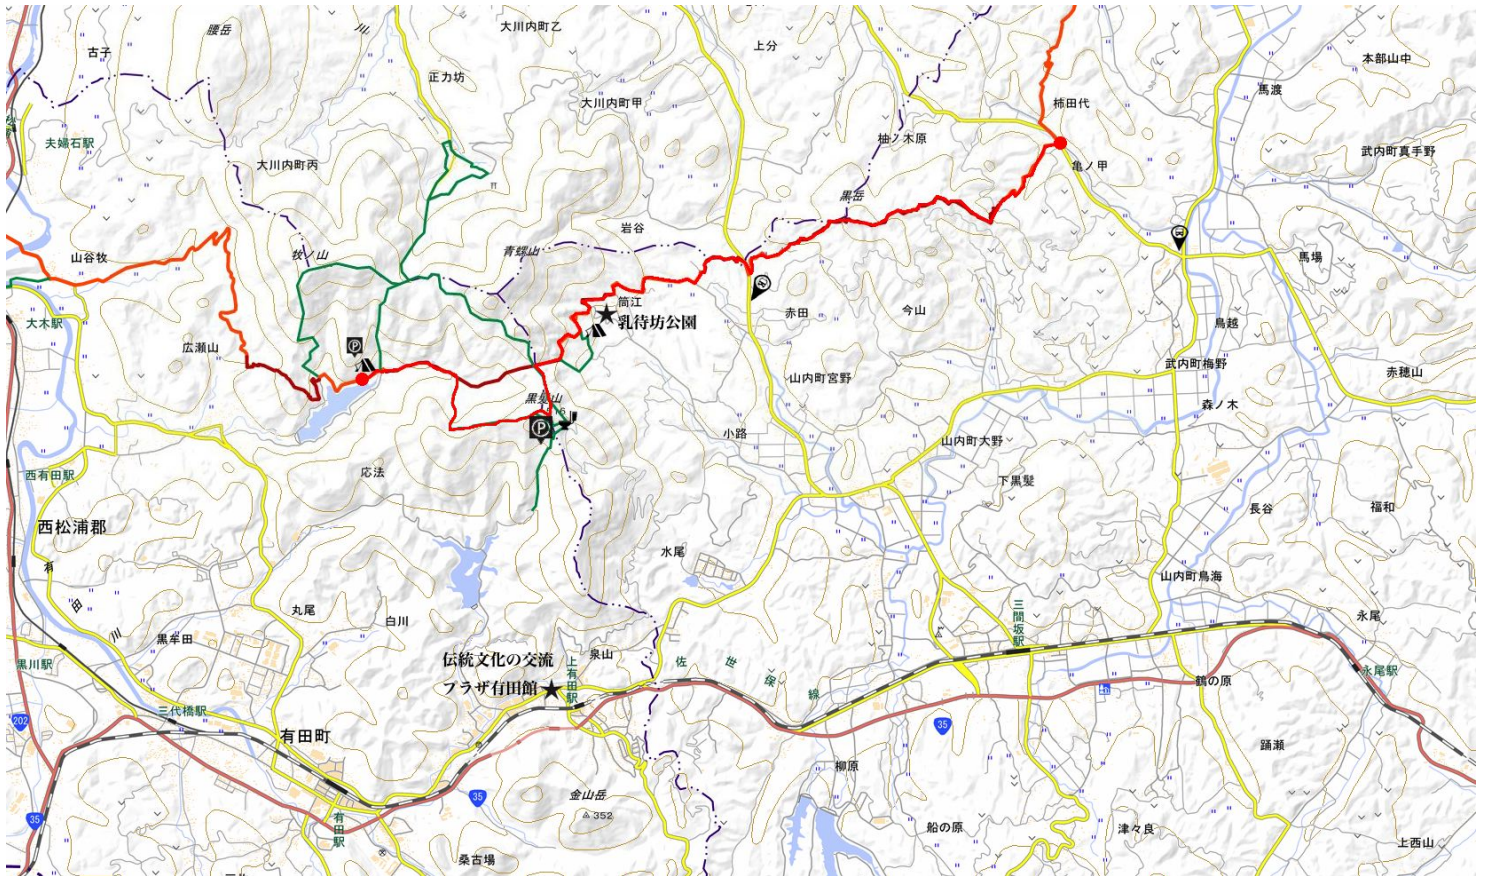 腰岳
川
大川内町乙
上分
古子
正力坊
本部山中
馬渡
大川内町甲
柿田代
夫婦石駅
柚ノ木原
武内町真手野
大川内町丙
亀ノ甲
黒岳
岩谷
青螺山
牧ノ山
山谷牧
馬場
筒江
乳待坊公園
赤田
今山
大木駅
鳥越
広瀬山
武内町梅野
赤穂山
山内町宮野
黒髪山
森ノ木
小路
山内町大野
応法
西有田駅
下黒髪
長谷
福和
西松浦郡
水尾
有
田
川
山内町鳥海
丸尾
白川
三間坂駅
永尾
黒牟田
泉山
伝統文化の交流
プラザ有田館
上有田駅
佐
世
保
線
黒川駅
永尾駅
鶴の原
三代橋駅
202
35
有田町
踊瀬
柳原
金山岳
352
35
35
有田駅
船の原
津々良
上西山
桑古場